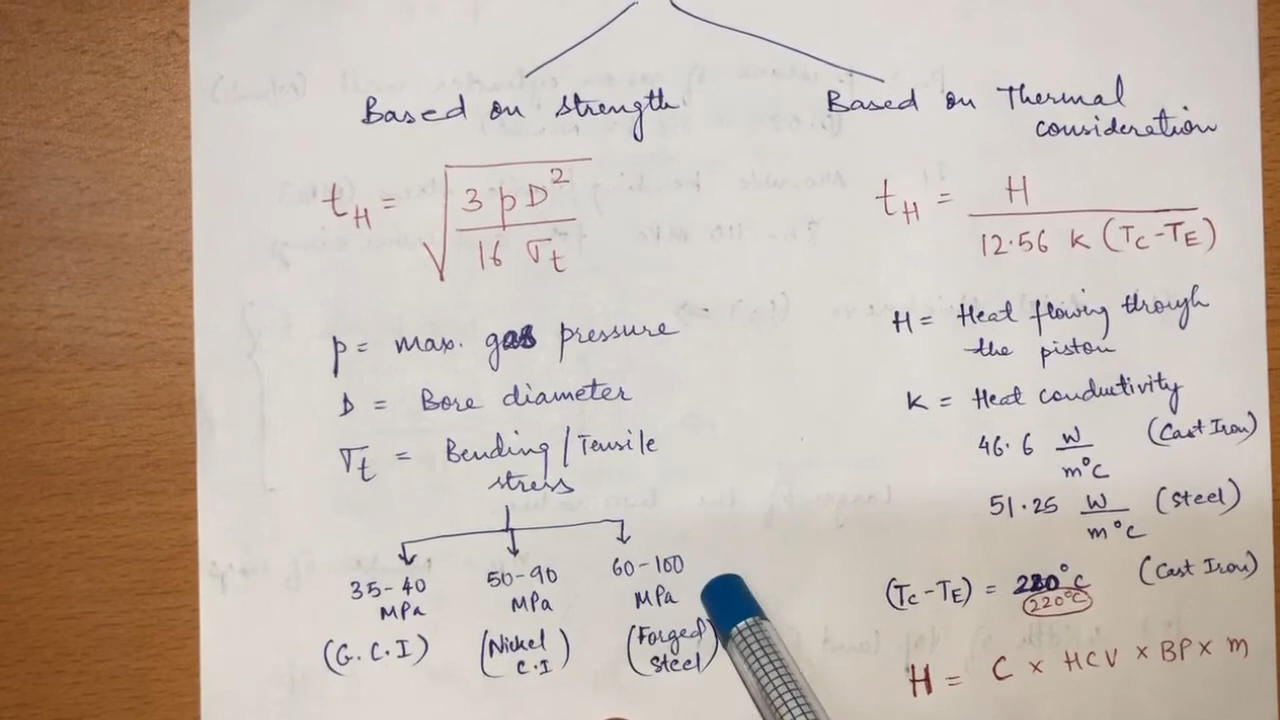 Based on strength
t_H = √(3 p D² / 16 σ_t)
p = max. gas pressure
D = Bore diameter
σ_t = Bending/Tensile
stress
35-40 50-90 60-100
MPa MPa MPa
(G.C.I) (Nickel C.I) (Forged Steel)
Based on Thermal
consideration
t_H = H / 12.56 K (T_C-T_E)
H = Heat flowing through
the piston
K = Heat conductivity
46.6 W/m°C (Cast Iron)
51.25 W/m°C (Steel)
(T_C-T_E) = 220°C (Cast Iron)
220°C
H = C × HCV × BP × m